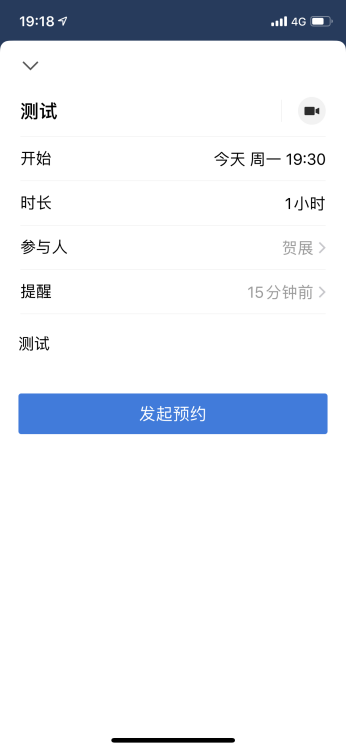 19:18 4G
测试
开始 今天 周一 19:30
时长 1小时
参与人 贺展
提醒 15分钟前
测试
发起预约